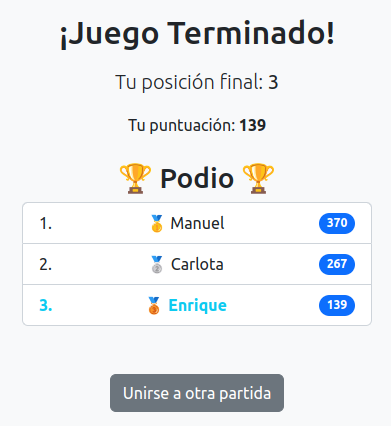 ¡Juego Terminado!
Tu posición final: 3
Tu puntuación: 139
🏆 Podio 🏆
1. 🥇 Manuel 370
2. 🥈 Carlota 267
3. 🥉 Enrique 139
Unirse a otra partida